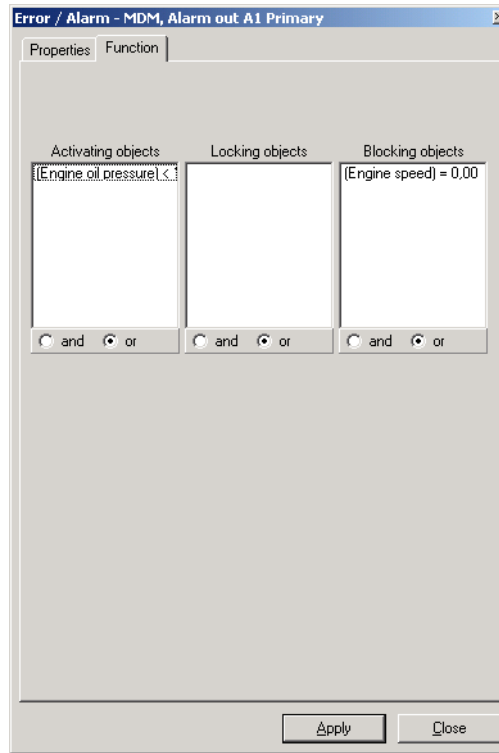 Error / Alarm - MDM, Alarm out A1 Primary
Properties Function
Activating objects Locking objects Blocking objects
(Engine oil pressure) < (Engine speed) = 0,00
and or and or and or
Apply Close